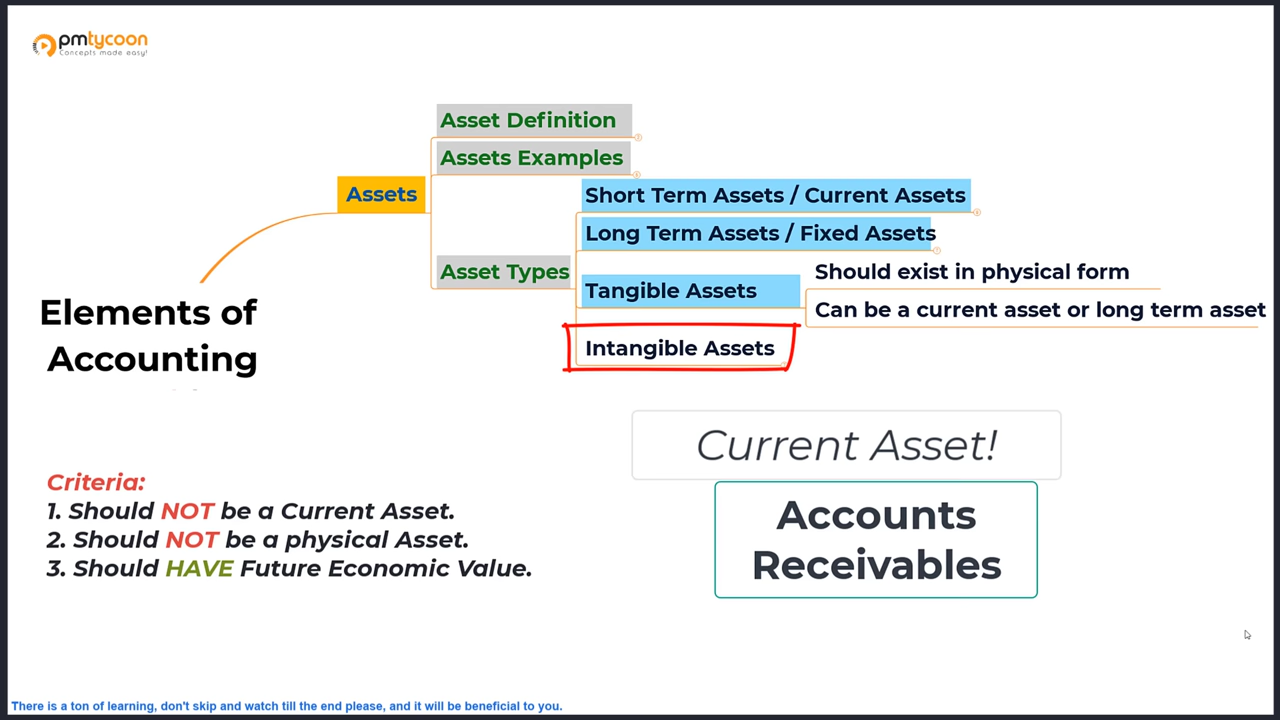 pmtycoon
Concepts made easy!
Asset Definition
Assets Examples
Assets
Short Term Assets / Current Assets
Long Term Assets / Fixed Assets
Asset Types
Should exist in physical form
Tangible Assets
Can be a current asset or long term asset
Intangible Assets
Elements of
Accounting
Current Asset!
Accounts
Receivables
Criteria:
1. Should NOT be a Current Asset.
2. Should NOT be a physical Asset.
3. Should HAVE Future Economic Value.
There is a ton of learning, don't skip and watch till the end please, and it will be beneficial to you.